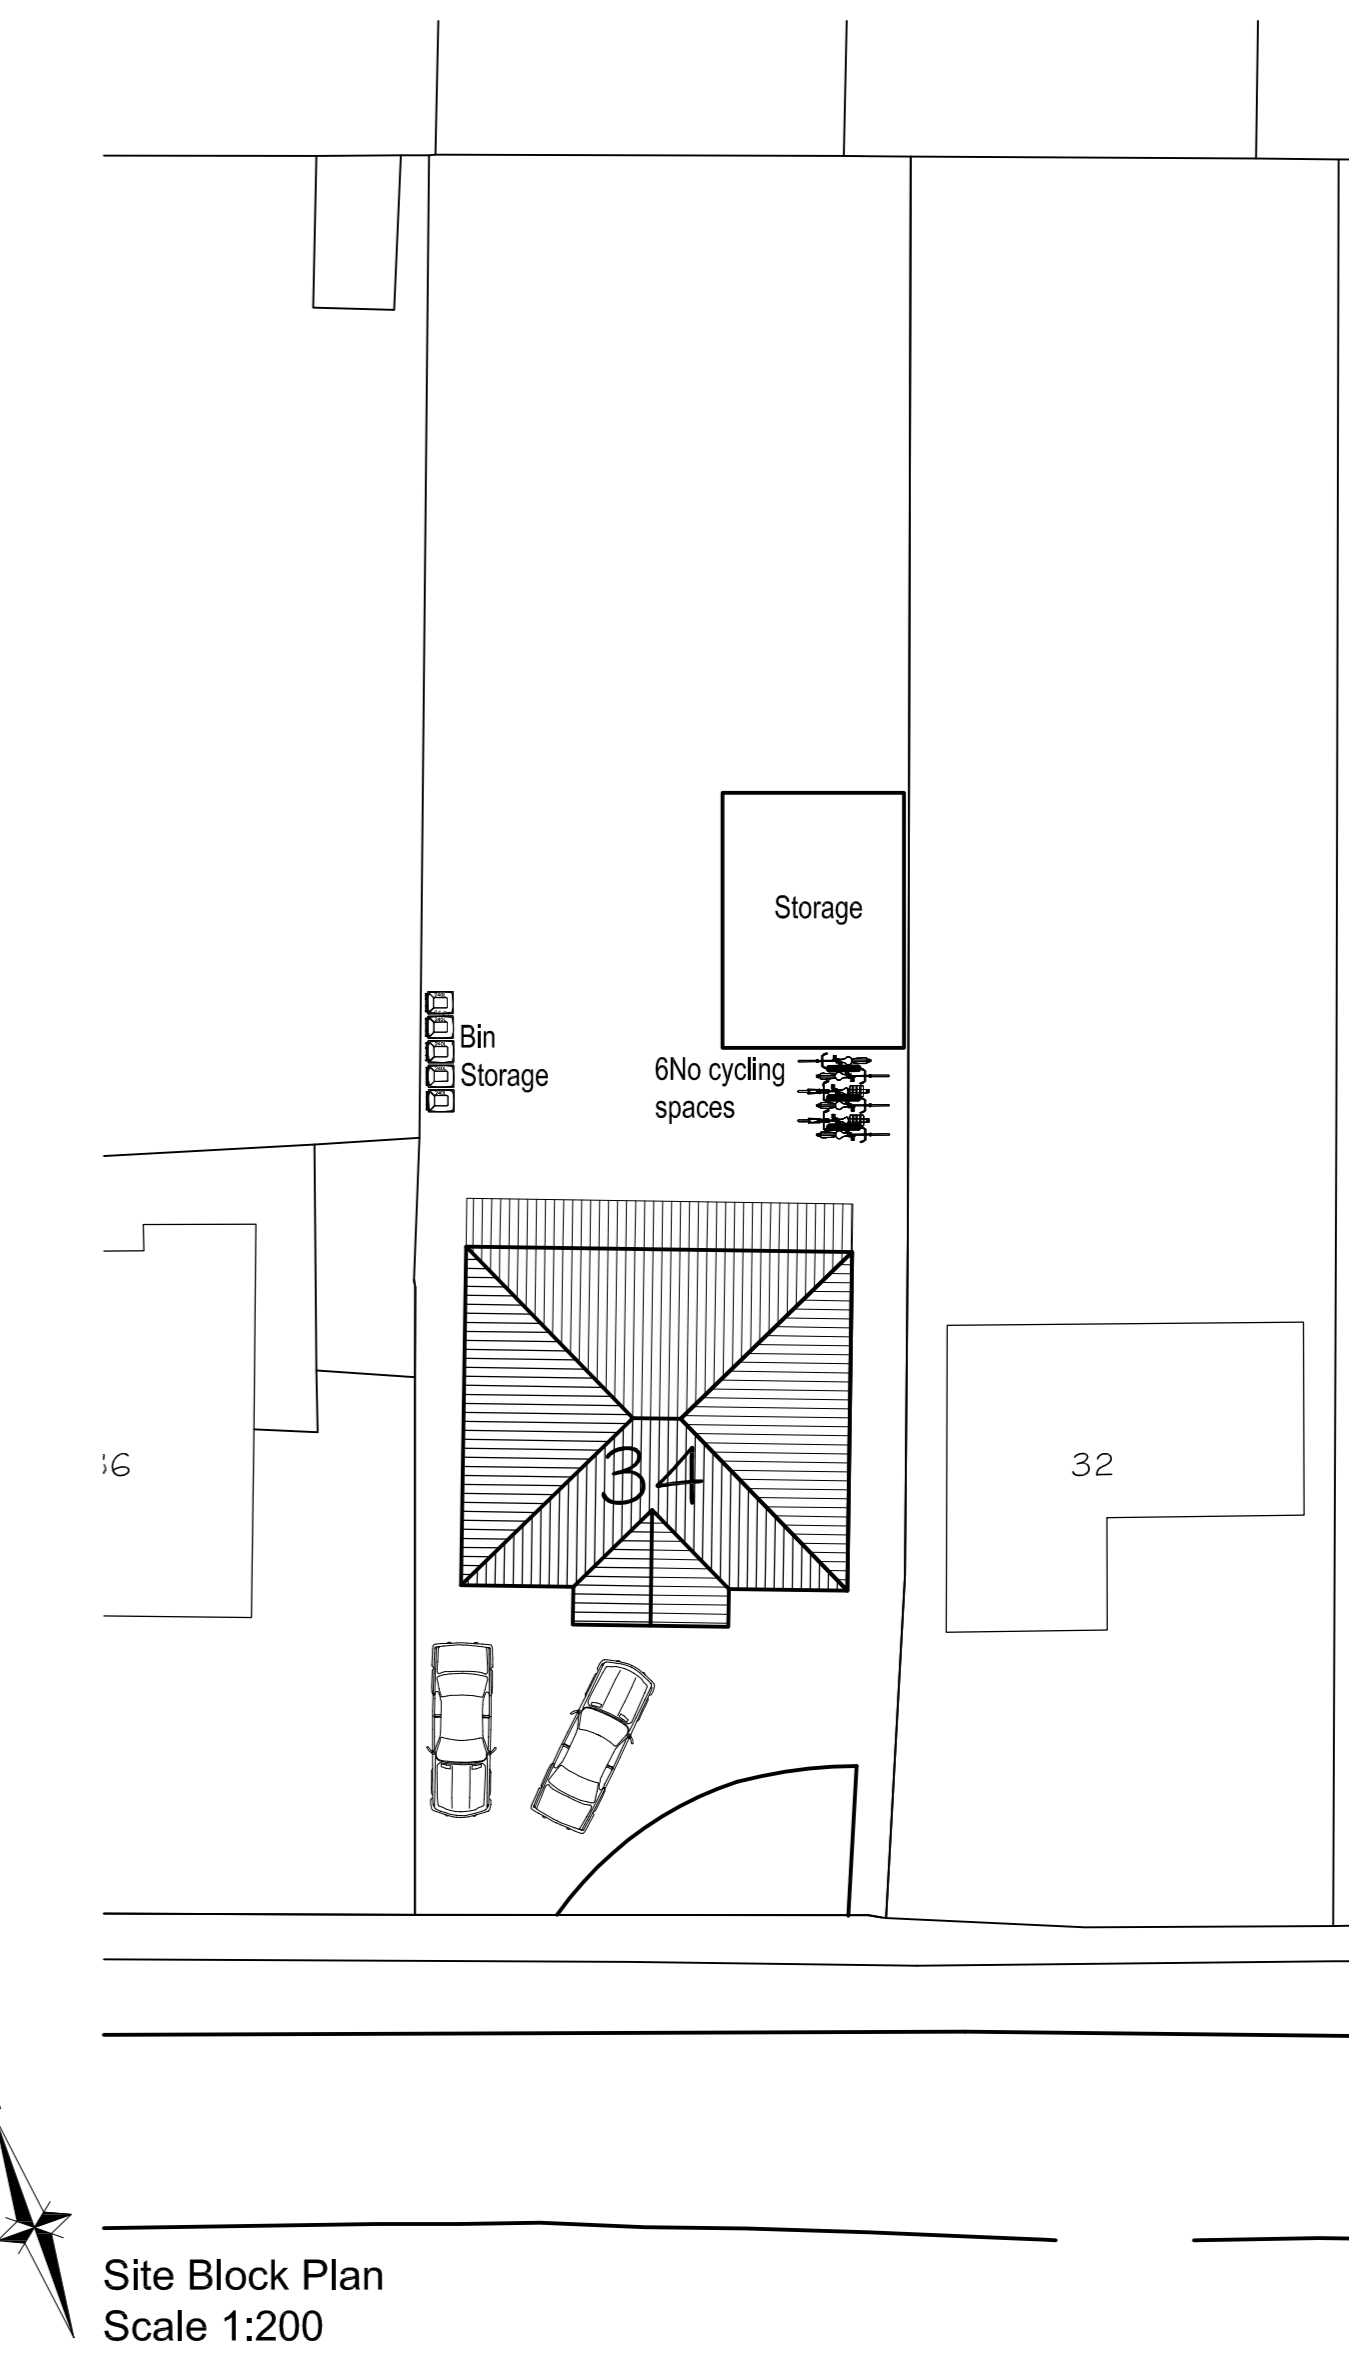 Storage
Bin
Storage
6No cycling
spaces
34
32
Site Block Plan
Scale 1:200